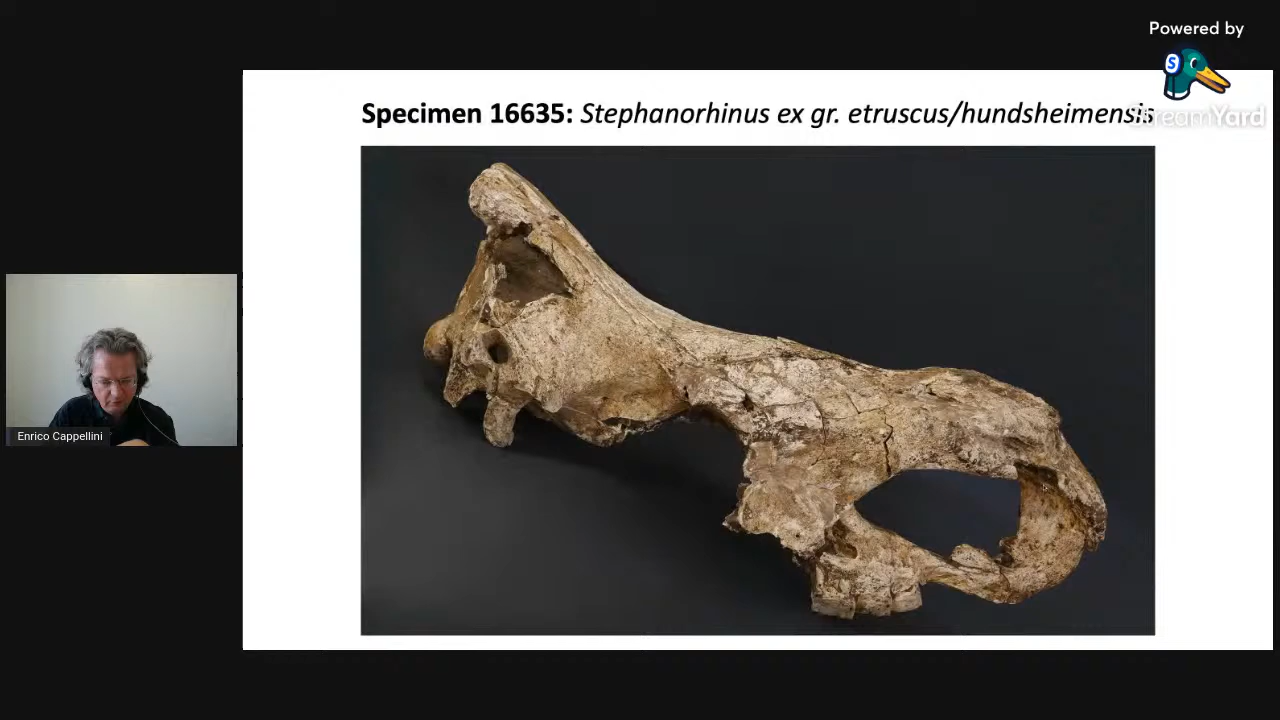 Powered by
S
StreamYard
Specimen 16635: Stephanorhinus ex gr. etruscus/hundsheimensis
Enrico Cappellini